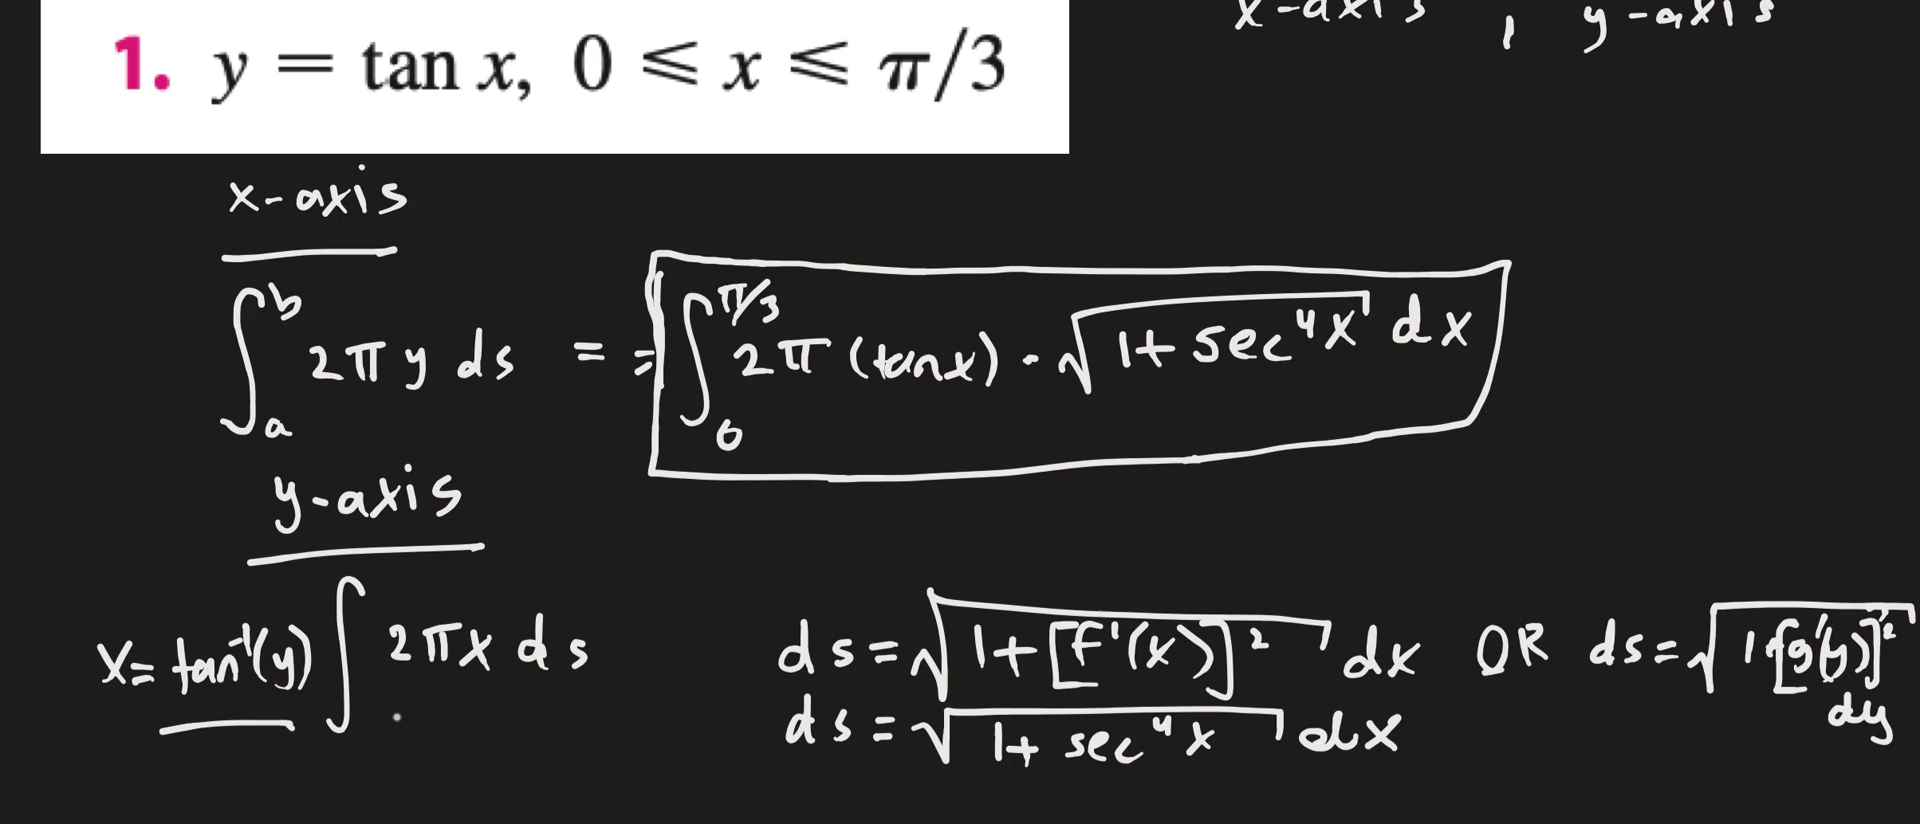 x-axis, y-axis
1. y = tan x, 0 ⩽ x ⩽ π/3
x-axis
∫_a^b 2π y ds = = ∫_0^{π/3} 2π (tanx) · √(1+ sec⁴x) dx
y-axis
x= tan⁻¹(y) ∫ 2πx ds
ds = √(1+[f'(x)]²) dx OR ds = √(1+[g'(y)]²) dy
ds = √(1+ sec⁴x) dx